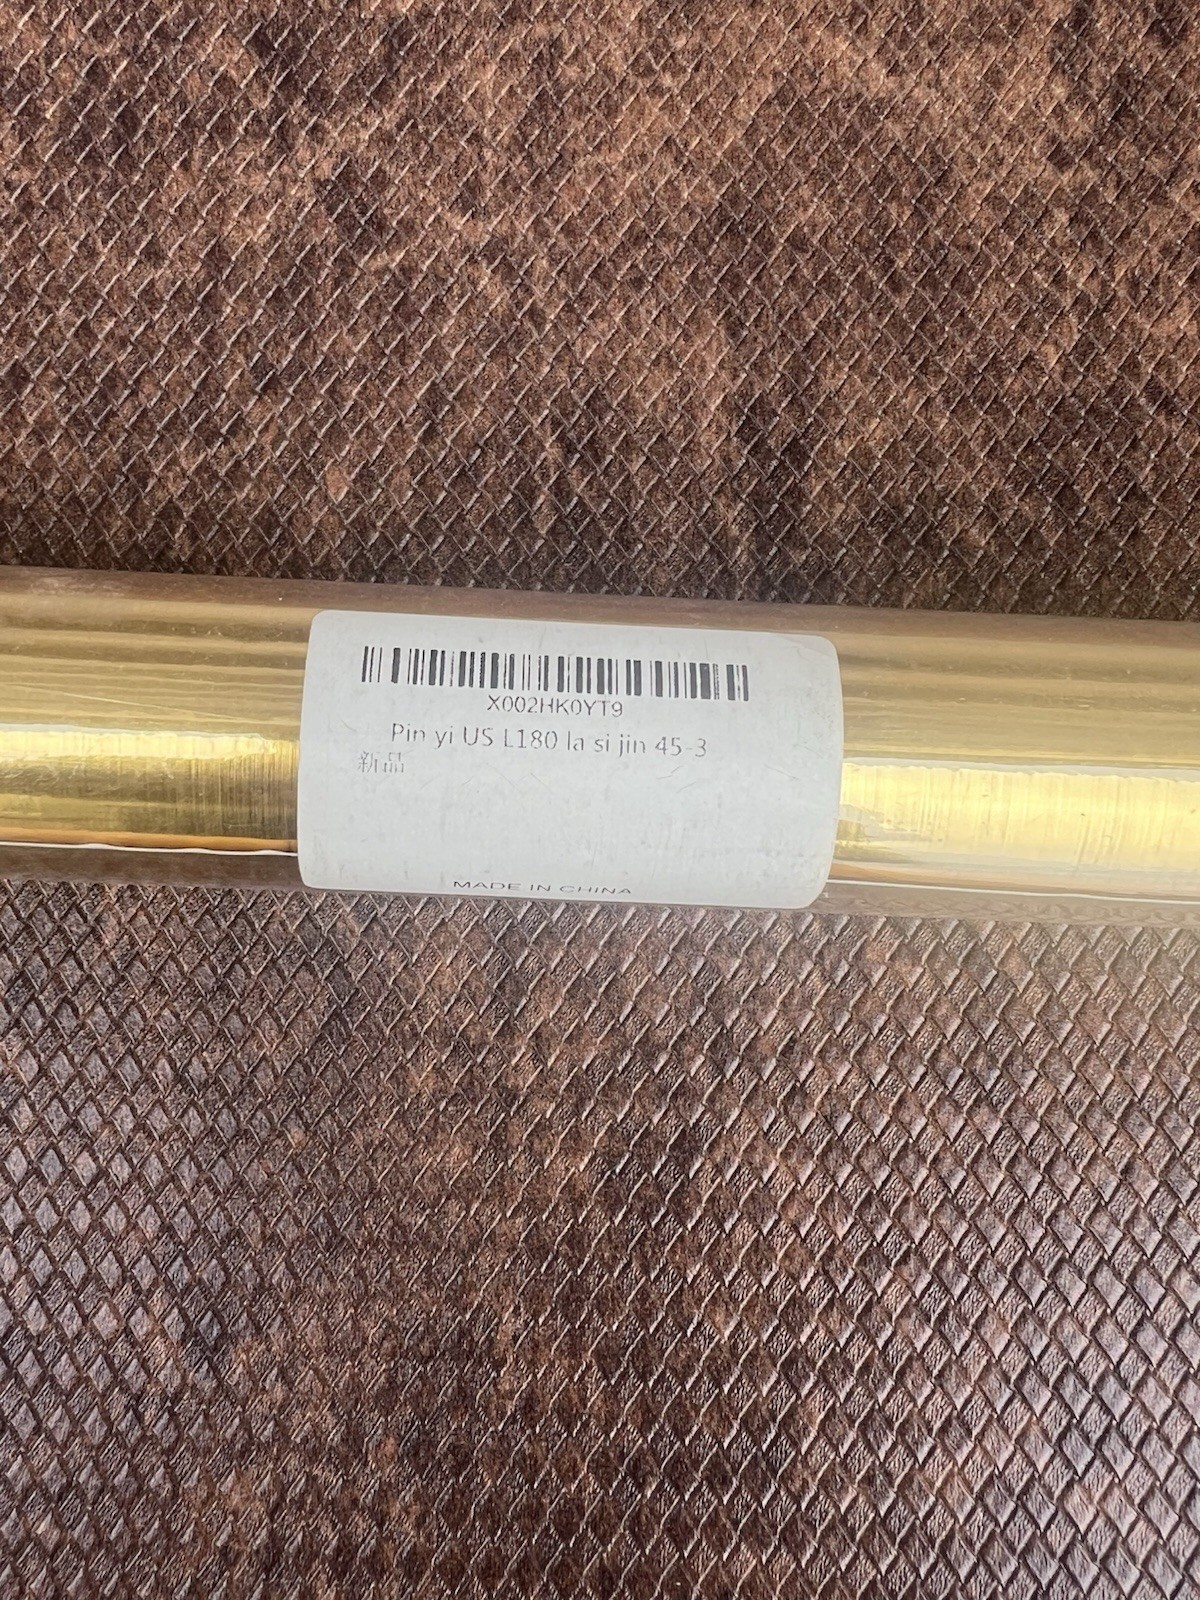 X002HK0YT9
Pin yi US L180 la si jin 45-3
新品
MADE IN CHINA